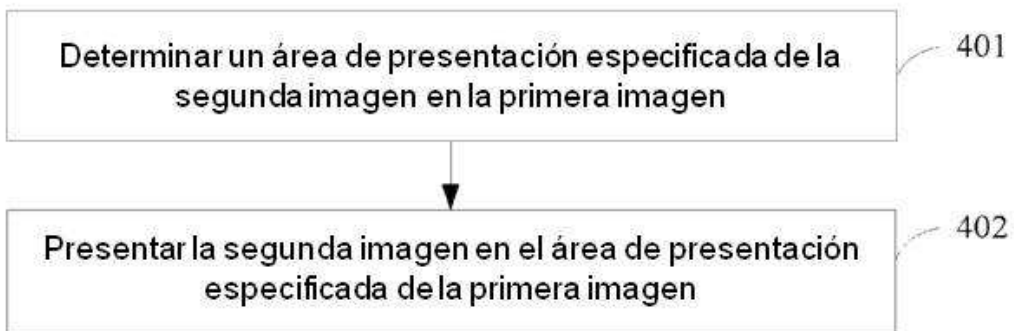 Determinar un área de presentación especificada de la
segunda imagen en la primera imagen
401
Presentar la segunda imagen en el área de presentación
especificada de la primera imagen
402